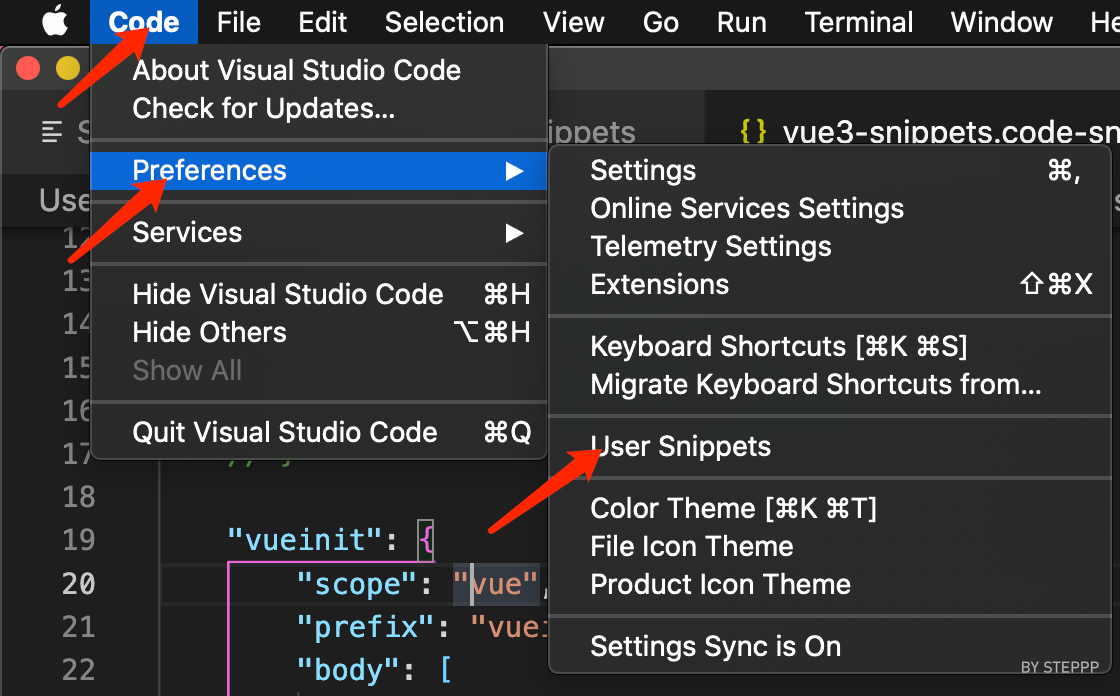 Code File Edit Selection View Go Run Terminal Window He
About Visual Studio Code
Check for Updates...
Preferences ▶
Services ▶
Hide Visual Studio Code ⌘H
Hide Others ⌥⌘H
Show All
Quit Visual Studio Code ⌘Q
S
ippets
{} vue3-snippets.code-sn
Use
Settings ⌘,
Online Services Settings
Telemetry Settings
Extensions ⇧⌘X
Keyboard Shortcuts [⌘K ⌘S]
Migrate Keyboard Shortcuts from...
User Snippets
Color Theme [⌘K ⌘T]
File Icon Theme
Product Icon Theme
Settings Sync is On
12
13
14
15
16
17 // }
18
19 "vueinit": {
20 "scope": "vue",
21 "prefix": "vuei
22 "body": [
BY STEPPP